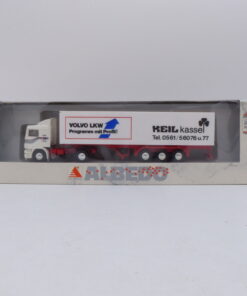 VOLVO LKW
Programm mit Profil!
KEIL kassel
Tel. 0561/58076 u.77
ALBEDO